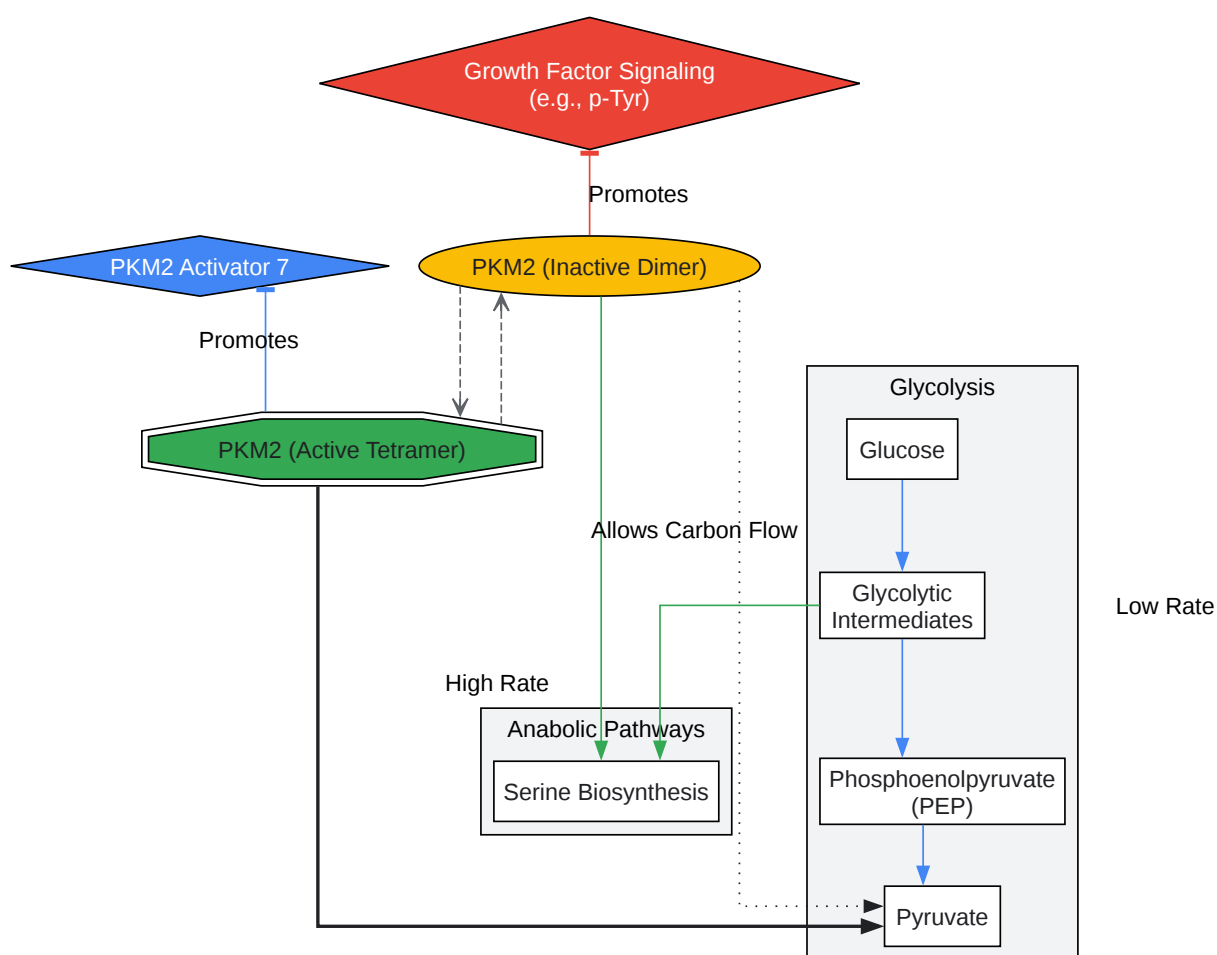 Growth Factor Signaling
(e.g., p-Tyr)
Promotes
PKM2 Activator 7
PKM2 (Inactive Dimer)
Promotes
Glycolysis
PKM2 (Active Tetramer)
Glucose
Allows Carbon Flow
Glycolytic
Intermediates
Low Rate
High Rate
Anabolic Pathways
Serine Biosynthesis
Phosphoenolpyruvate
(PEP)
Pyruvate